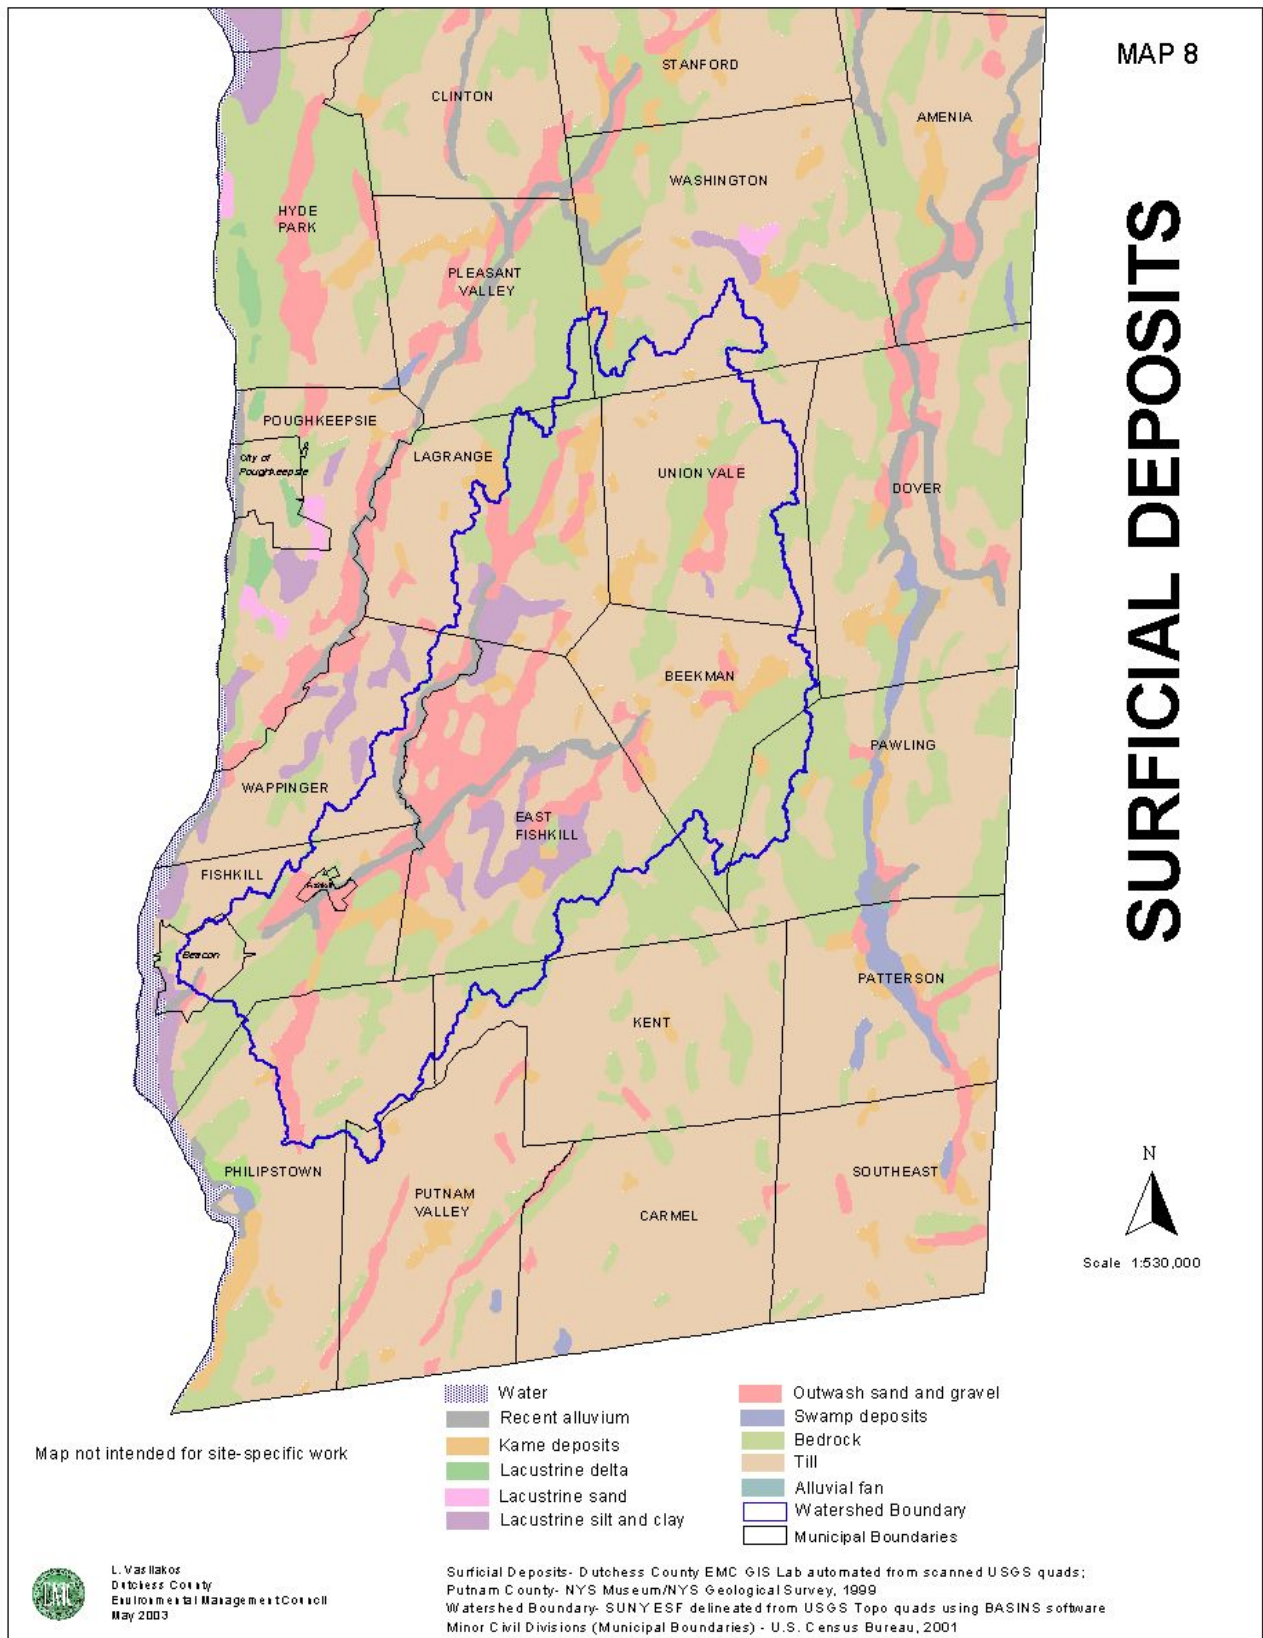 MAP 8
SURFICIAL DEPOSITS
STANFORD
CLINTON
AMENIA
WASHINGTON
HYDE
PARK
PLEASANT
VALLEY
POUGHKEEPSIE
City of
Poughkeepsie
LAGRANGE
UNION VALE
DOVER
BEEKMAN
PAWLING
WAPPINGER
EAST
FISHKILL
FISHKILL
Fishkill
Beacon
PATTERSON
KENT
PHILIPSTOWN
PUTNAM
VALLEY
CARMEL
SOUTHEAST
N
Scale 1:530,000
Water
Recent alluvium
Kame deposits
Lacustrine delta
Lacustrine sand
Lacustrine silt and clay
Outwash sand and gravel
Swamp deposits
Bedrock
Till
Alluvial fan
Watershed Boundary
Municipal Boundaries
Map not intended for site-specific work
EMC
L. Vasilakos
Dutchess County
Environmental Management Council
May 2003
Surficial Deposits- Dutchess County EMC GIS Lab automated from scanned USGS quads;
Putnam County- NYS Museum/NYS Geological Survey, 1999
Watershed Boundary- SUNY ESF delineated from USGS Topo quads using BASINS software
Minor Civil Divisions (Municipal Boundaries) - U.S. Census Bureau, 2001